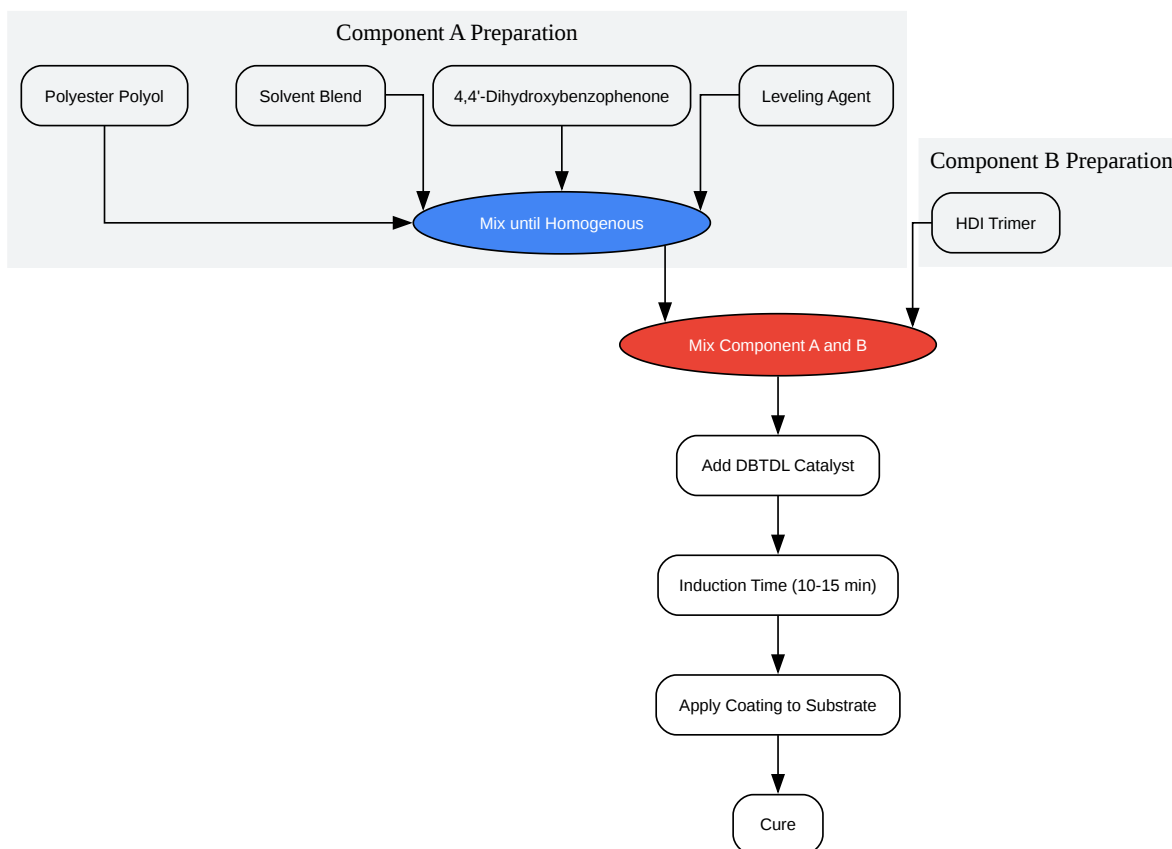 Component A Preparation
Polyester Polyol
Solvent Blend
4,4'-Dihydroxybenzophenone
Leveling Agent
Component B Preparation
HDI Trimer
Mix until Homogenous
Mix Component A and B
Add DBTDL Catalyst
Induction Time (10-15 min)
Apply Coating to Substrate
Cure